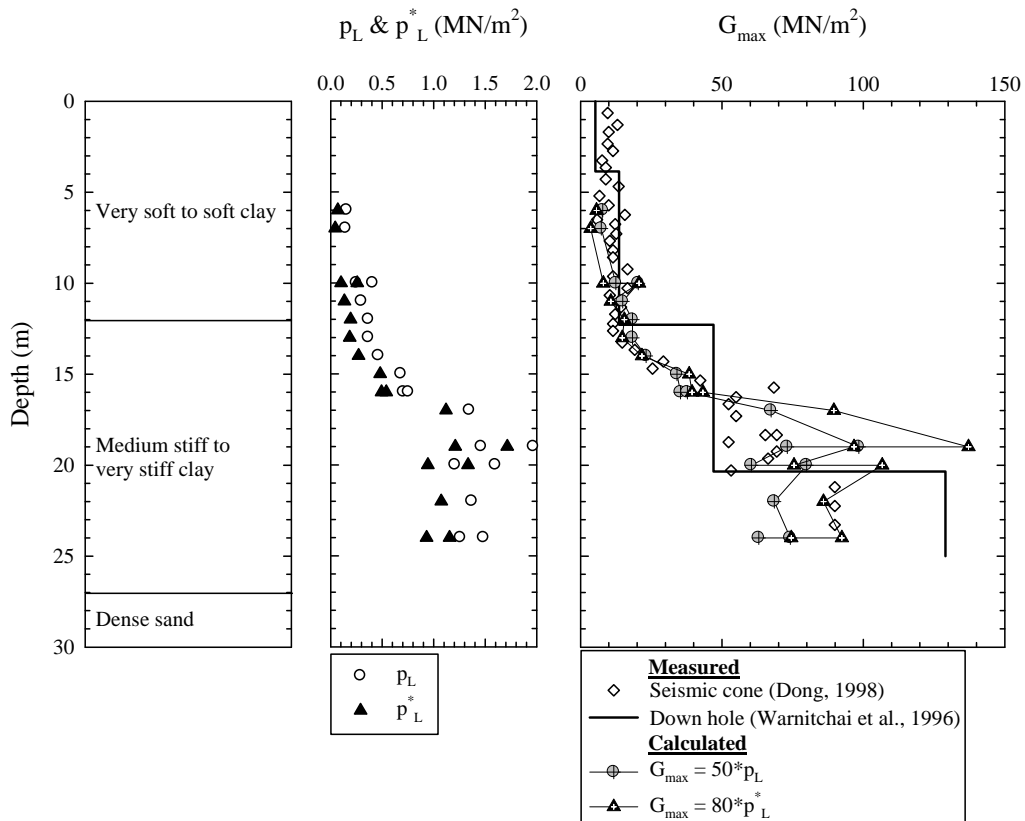 p_L & p^*_L (MN/m^2)
G_max (MN/m^2)
0.0 0.5 1.0 1.5 2.0
0 50 100 150
Depth (m)
0
5
10
15
20
25
30
Very soft to soft clay
Medium stiff to
very stiff clay
Dense sand
p_L
p^*_L
Measured
Seismic cone (Dong, 1998)
Down hole (Warnitchai et al., 1996)
Calculated
G_max = 50*p_L
G_max = 80*p^*_L